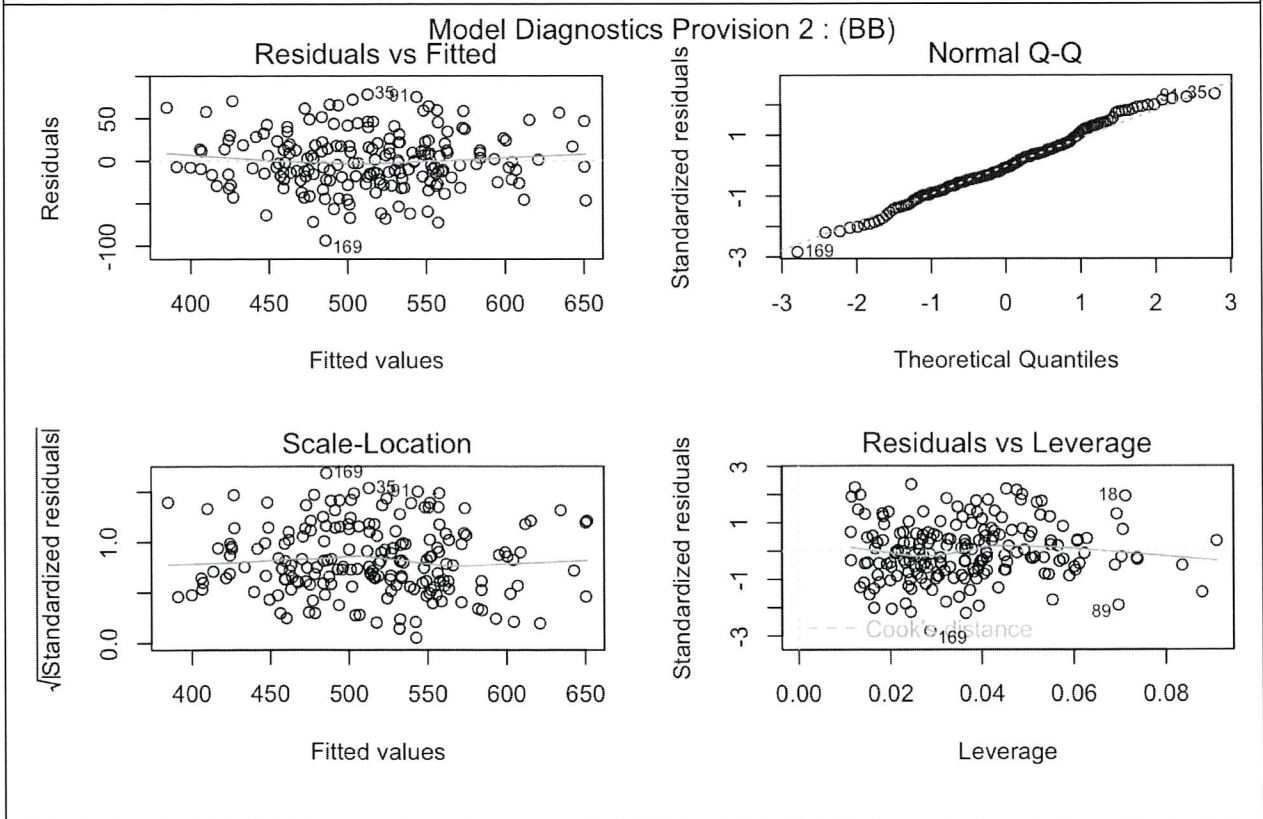 Model Diagnostics Provision 2 : (BB)
Residuals vs Fitted
Residuals
50
0
-100
35
91
169
400 450 500 550 600 650
Fitted values
Normal Q-Q
Standardized residuals
1
-1
-3
91
35
169
-3 -2 -1 0 1 2 3
Theoretical Quantiles
Scale-Location
√|Standardized residuals|
1.0
0.0
169
35
91
400 450 500 550 600 650
Fitted values
Residuals vs Leverage
Standardized residuals
3
1
-1
-3
18
89
Cook's distance
169
0.00 0.02 0.04 0.06 0.08
Leverage